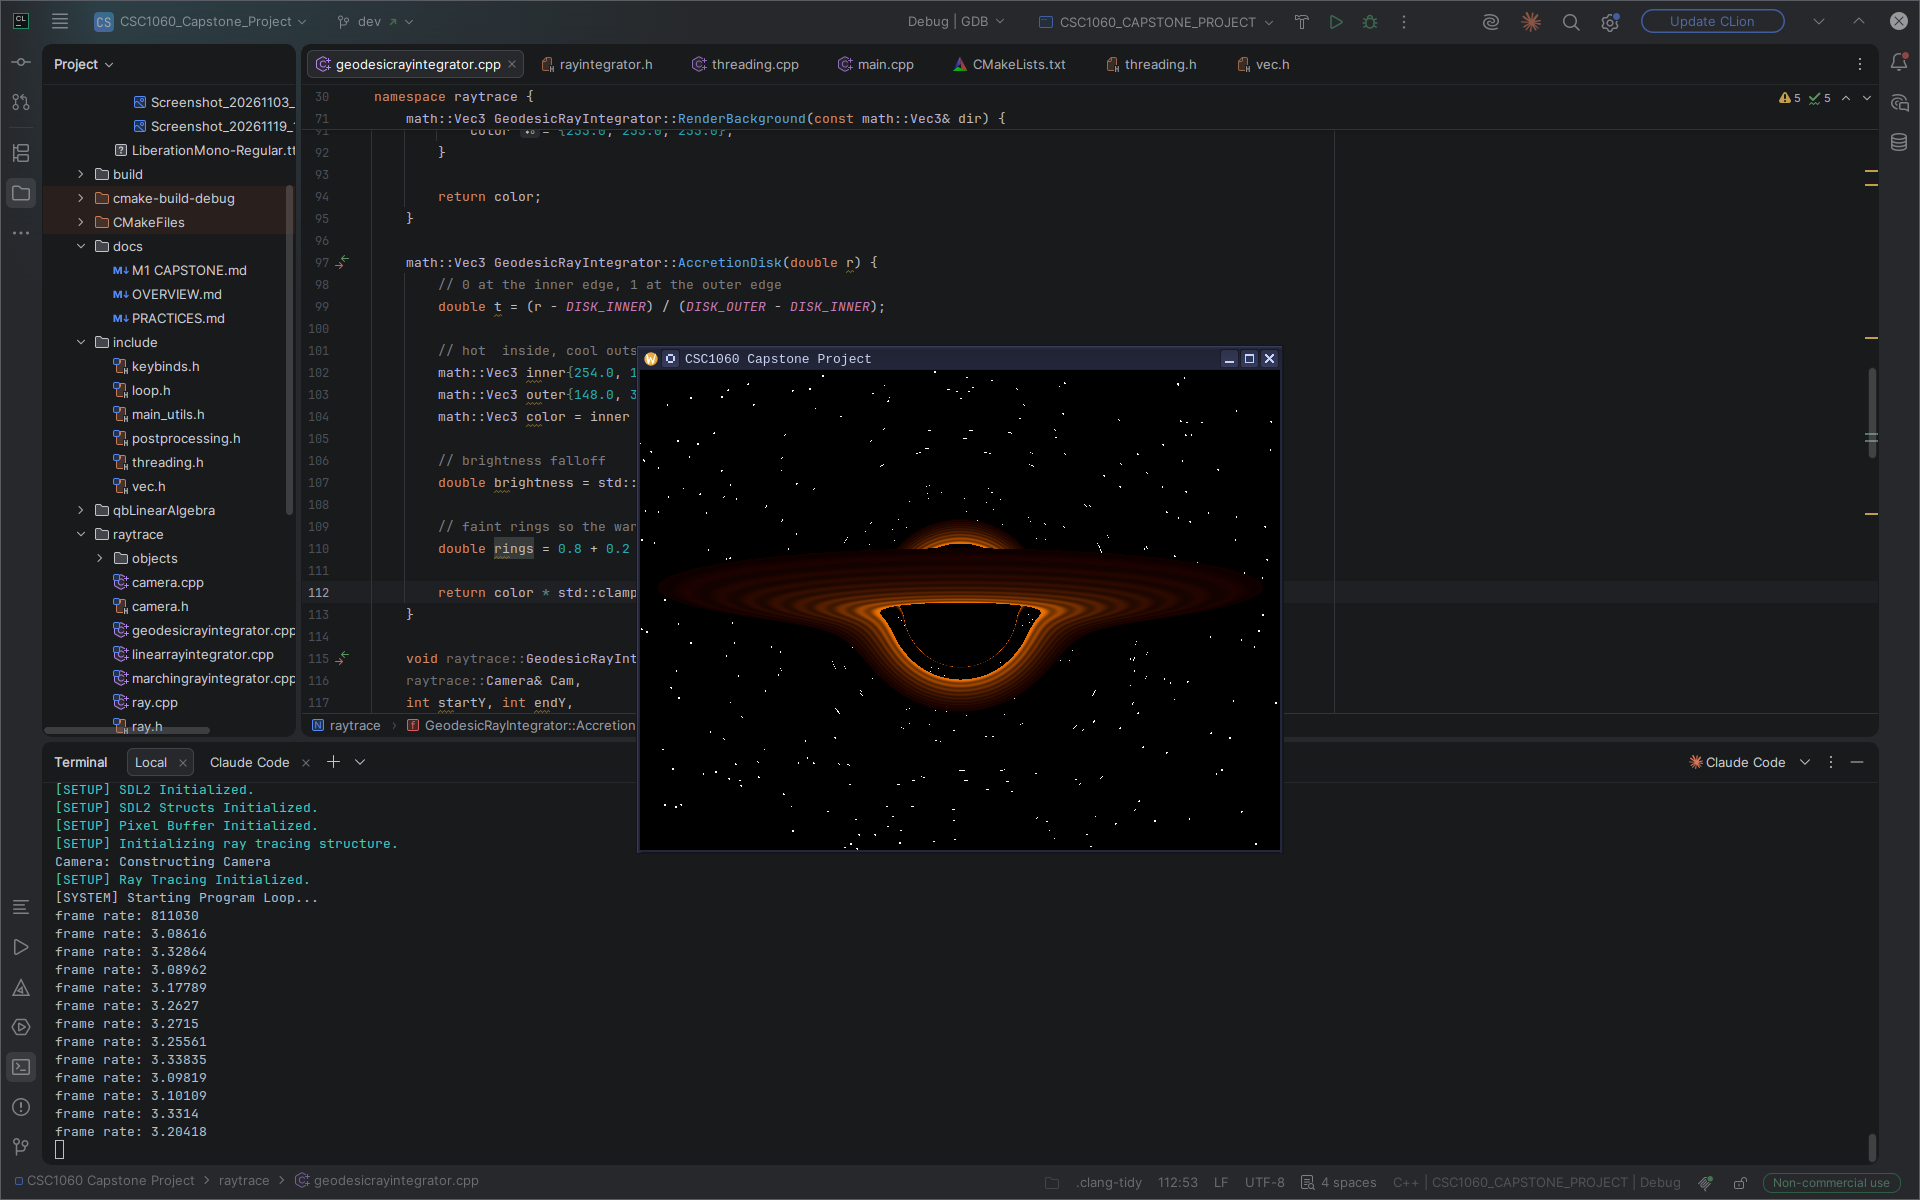 CL
CS CSC1060_Capstone_Project
dev
Debug | GDB
CSC1060_CAPSTONE_PROJECT
Update CLion
Project
geodesicrayintegrator.cpp
rayintegrator.h
threading.cpp
main.cpp
CMakeLists.txt
threading.h
vec.h
Screenshot_20261103_
Screenshot_20261119_
LiberationMono-Regular.tt
build
cmake-build-debug
CMakeFiles
docs
M↓ M1 CAPSTONE.md
M↓ OVERVIEW.md
M↓ PRACTICES.md
include
keybinds.h
loop.h
main_utils.h
postprocessing.h
threading.h
vec.h
qbLinearAlgebra
raytrace
objects
camera.cpp
camera.h
geodesicrayintegrator.cpp
linearrayintegrator.cpp
marchingrayintegrator.cpp
ray.cpp
ray.h
5 5
30 namespace raytrace {
71 math::Vec3 GeodesicRayIntegrator::RenderBackground(const math::Vec3& dir) {
91 color = {255.0, 255.0, 255.0};
92 }
93
94 return color;
95 }
96
97 math::Vec3 GeodesicRayIntegrator::AccretionDisk(double r) {
98 // 0 at the inner edge, 1 at the outer edge
99 double t = (r - DISK_INNER) / (DISK_OUTER - DISK_INNER);
100
101 // hot  inside, cool outs
102 math::Vec3 inner{254.0, 1
103 math::Vec3 outer{148.0, 3
104 math::Vec3 color = inner
105
106 // brightness falloff
107 double brightness = std::
108
109 // faint rings so the war
110 double rings = 0.8 + 0.2
111
112 return color * std::clamp
113 }
114
115 void raytrace::GeodesicRayInt
116 raytrace::Camera& Cam,
117 int startY, int endY,
raytrace > GeodesicRayIntegrator::Accretion
CSC1060 Capstone Project
Terminal
Local
Claude Code
Claude Code
[SETUP] SDL2 Initialized.
[SETUP] SDL2 Structs Initialized.
[SETUP] Pixel Buffer Initialized.
[SETUP] Initializing ray tracing structure.
Camera: Constructing Camera
[SETUP] Ray Tracing Initialized.
[SYSTEM] Starting Program Loop...
frame rate: 811030
frame rate: 3.08616
frame rate: 3.32864
frame rate: 3.08962
frame rate: 3.17789
frame rate: 3.2627
frame rate: 3.2715
frame rate: 3.25561
frame rate: 3.33835
frame rate: 3.09819
frame rate: 3.10109
frame rate: 3.3314
frame rate: 3.20418
CSC1060 Capstone Project > raytrace > geodesicrayintegrator.cpp
.clang-tidy 112:53 LF UTF-8 4 spaces C++ | CSC1060_CAPSTONE_PROJECT | Debug Non-commercial use